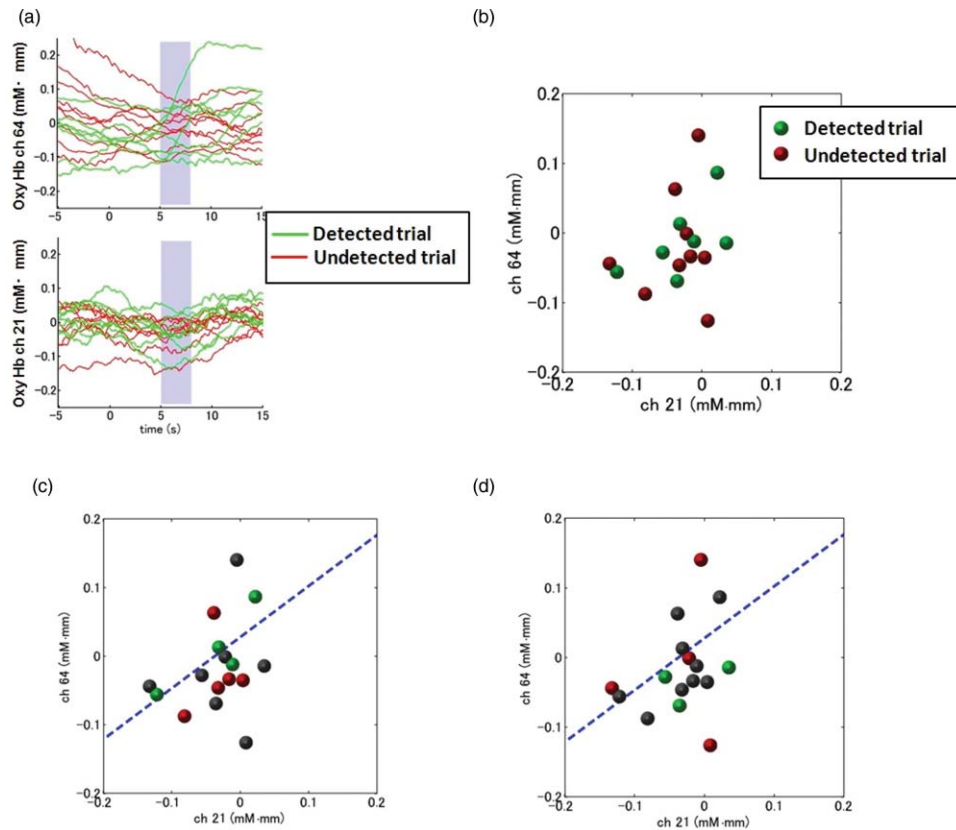 (a)
Oxy Hb ch 64 (mM· mm)
0.2
0.1
0
-0.1
-0.2
-5 0 5 10 15
Oxy Hb ch 21 (mM· mm)
0.2
0.1
0
-0.1
-0.2
-5 0 5 10 15
time (s)
Detected trial
Undetected trial
(b)
ch 64 (mM·mm)
0.2
0.1
0
-0.1
-0.2
-0.2 -0.1 0 0.1 0.2
ch 21 (mM·mm)
Detected trial
Undetected trial
(c)
ch 64 (mM·mm)
0.2
0.1
0
-0.1
-0.2
-0.2 -0.1 0 0.1 0.2
ch 21 (mM·mm)
(d)
ch 64 (mM·mm)
0.2
0.1
0
-0.1
-0.2
-0.2 -0.1 0 0.1 0.2
ch 21 (mM·mm)